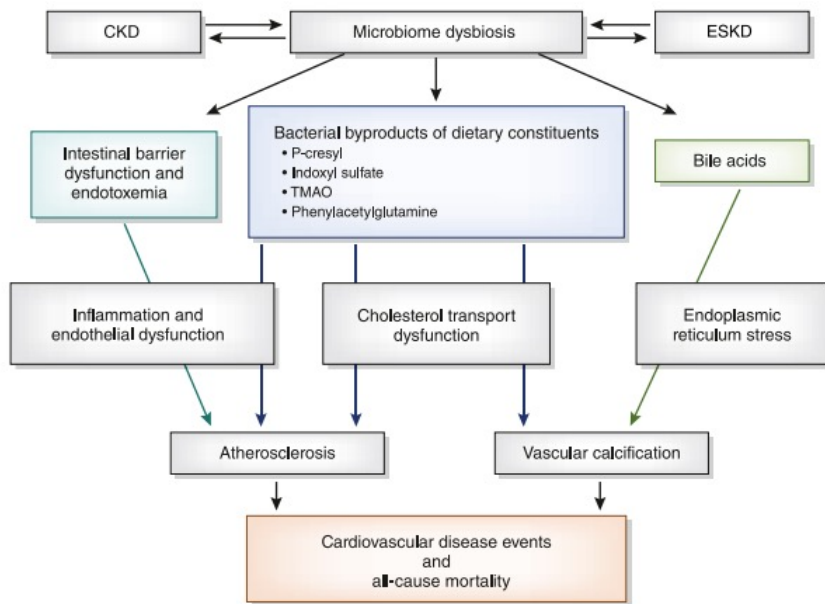 CKD
Microbiome dysbiosis
ESKD
Intestinal barrier
dysfunction and
endotoxemia
Bacterial byproducts of dietary constituents
• P-cresyl
• Indoxyl sulfate
• TMAO
• Phenylacetylglutamine
Bile acids
Inflammation and
endothelial dysfunction
Cholesterol transport
dysfunction
Endoplasmic
reticulum stress
Atherosclerosis
Vascular calcification
Cardiovascular disease events
and
all-cause mortality